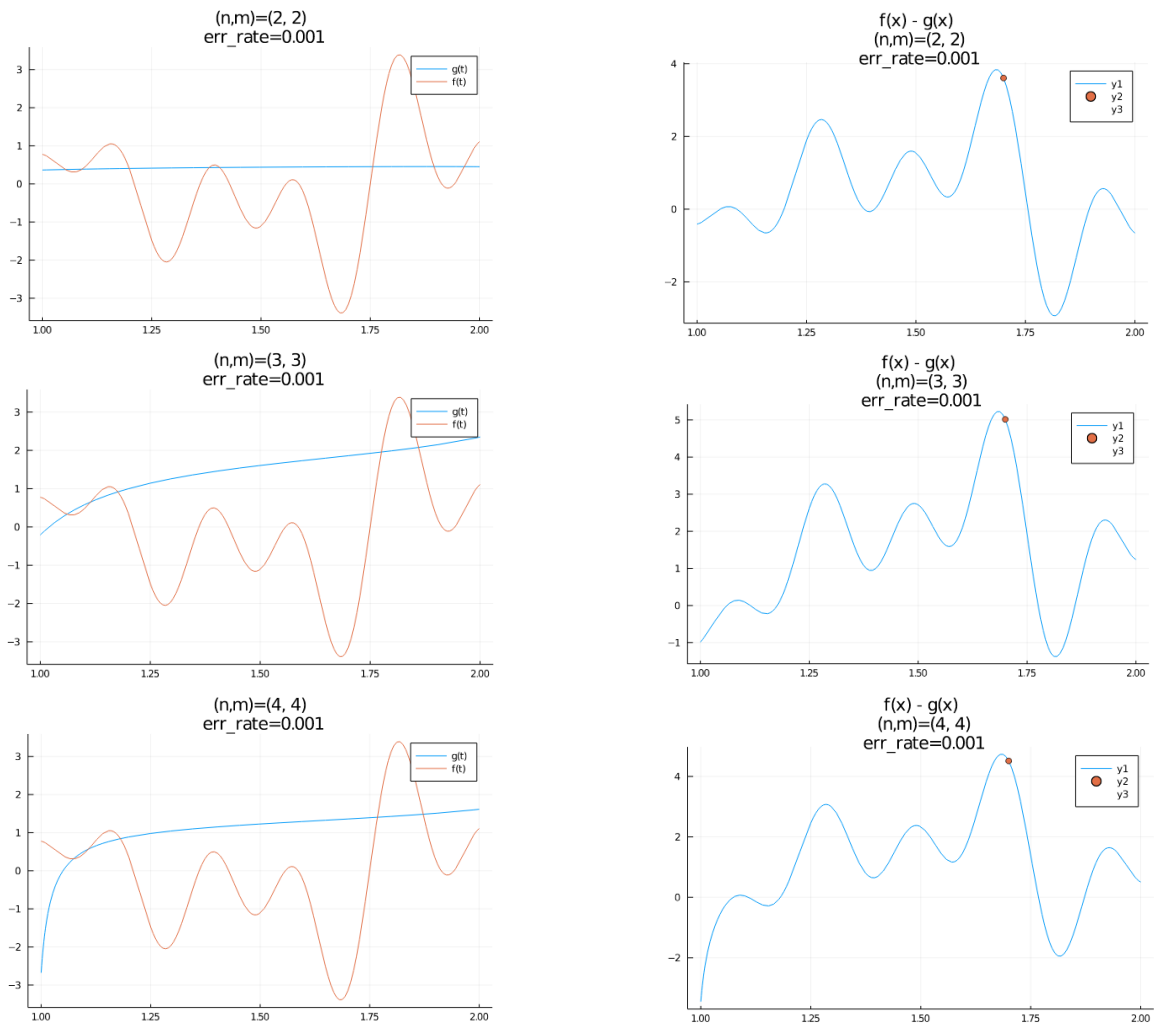 (n,m)=(2, 2)
err_rate=0.001
g(t)
f(t)
3
2
1
0
−1
−2
−3
1.00
1.25
1.50
1.75
2.00
f(x) - g(x)
(n,m)=(2, 2)
err_rate=0.001
y1
y2
y3
4
2
0
−2
1.00
1.25
1.50
1.75
2.00
(n,m)=(3, 3)
err_rate=0.001
g(t)
f(t)
3
2
1
0
−1
−2
−3
1.00
1.25
1.50
1.75
2.00
f(x) - g(x)
(n,m)=(3, 3)
err_rate=0.001
y1
y2
y3
5
4
3
2
1
0
−1
1.00
1.25
1.50
1.75
2.00
(n,m)=(4, 4)
err_rate=0.001
g(t)
f(t)
3
2
1
0
−1
−2
−3
1.00
1.25
1.50
1.75
2.00
f(x) - g(x)
(n,m)=(4, 4)
err_rate=0.001
y1
y2
y3
4
2
0
−2
1.00
1.25
1.50
1.75
2.00